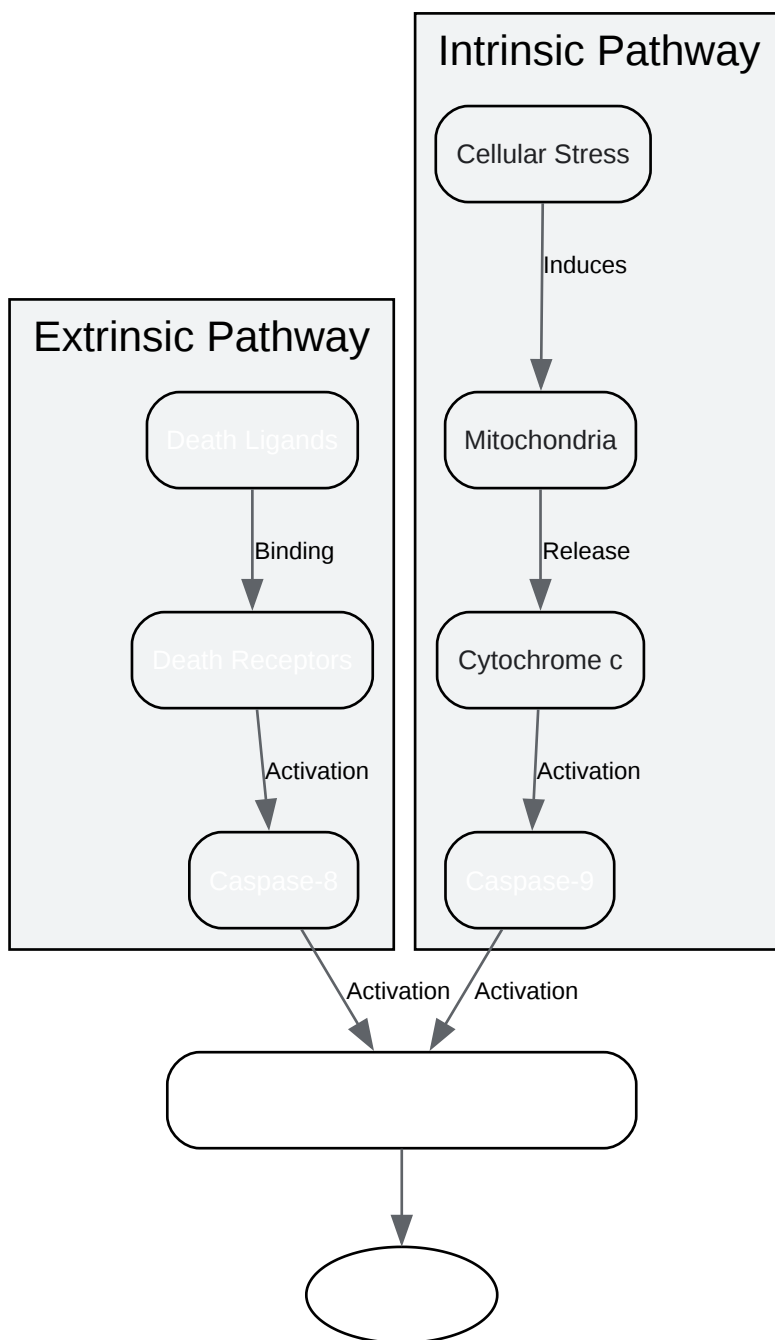 Intrinsic Pathway
Cellular Stress
Induces
Extrinsic Pathway
Death Ligands
Mitochondria
Binding
Release
Death Receptors
Cytochrome c
Activation
Activation
Caspase-8
Caspase-9
Activation
Activation